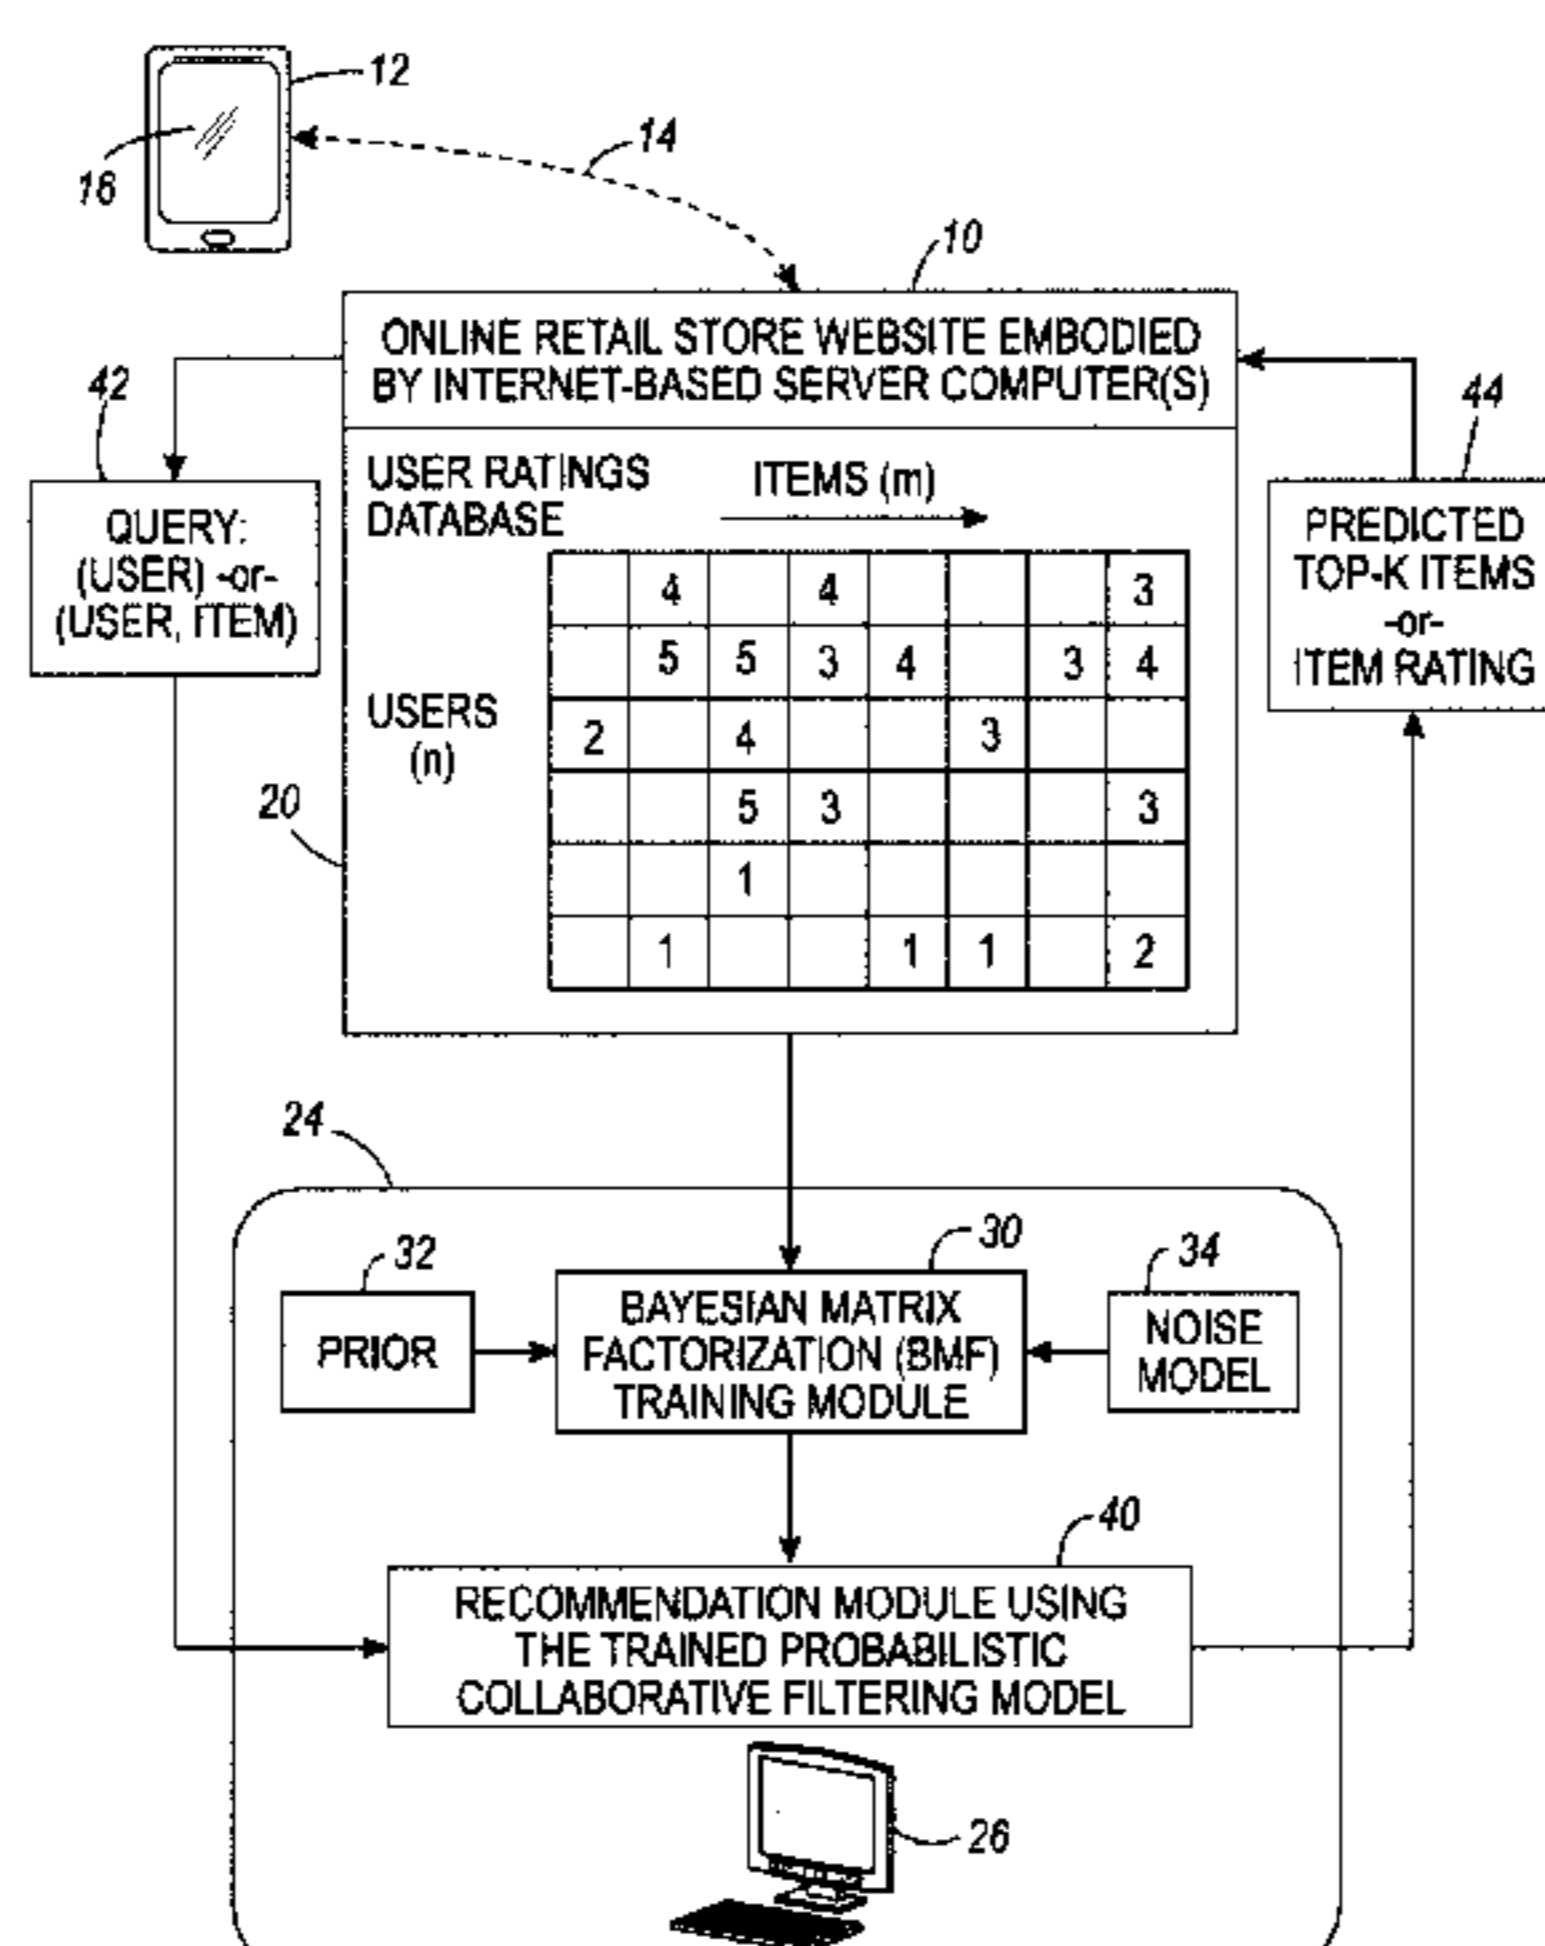 12
14
16
10
ONLINE RETAIL STORE WEBSITE EMBODIED
BY INTERNET-BASED SERVER COMPUTER(S)
42
QUERY:
(USER) -or-
(USER, ITEM)
44
PREDICTED
TOP-K ITEMS
-or-
ITEM RATING
USER RATINGS
DATABASE
ITEMS (m)
USERS
(n)
20
4 4 3
5 5 3 4 3 4
2 4 3
5 3 3
1
1 1 1 2
24
32
PRIOR
30
BAYESIAN MATRIX
FACTORIZATION (BMF)
TRAINING MODULE
34
NOISE
MODEL
40
RECOMMENDATION MODULE USING
THE TRAINED PROBABILISTIC
COLLABORATIVE FILTERING MODEL
26